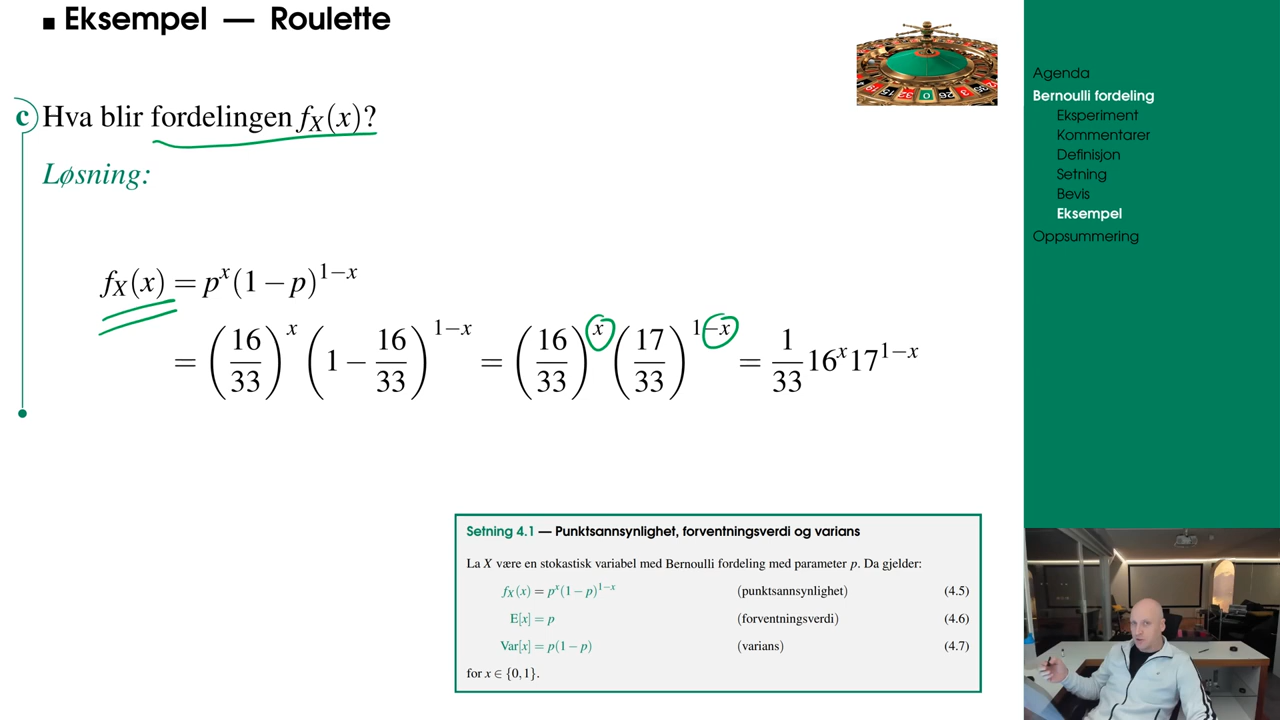 Eksempel — Roulette
c Hva blir fordelingen f_X(x)?
Løsning:
f_X(x) = p^x(1 − p)^{1−x}
= (16/33)^x (1 − 16/33)^{1−x} = (16/33)^x (17/33)^{1−x} = 1/33 16^x 17^{1−x}
Setning 4.1 — Punktsannsynlighet, forventningsverdi og varians
La X være en stokastisk variabel med Bernoulli fordeling med parameter p. Da gjelder:
f_X(x) = p^x(1 − p)^{1−x} (punktsannsynlighet) (4.5)
E[x] = p (forventningsverdi) (4.6)
Var[x] = p(1 − p) (varians) (4.7)
for x ∈ {0,1}.
Agenda
Bernoulli fordeling
Eksperiment
Kommentarer
Definisjon
Setning
Bevis
Eksempel
Oppsummering